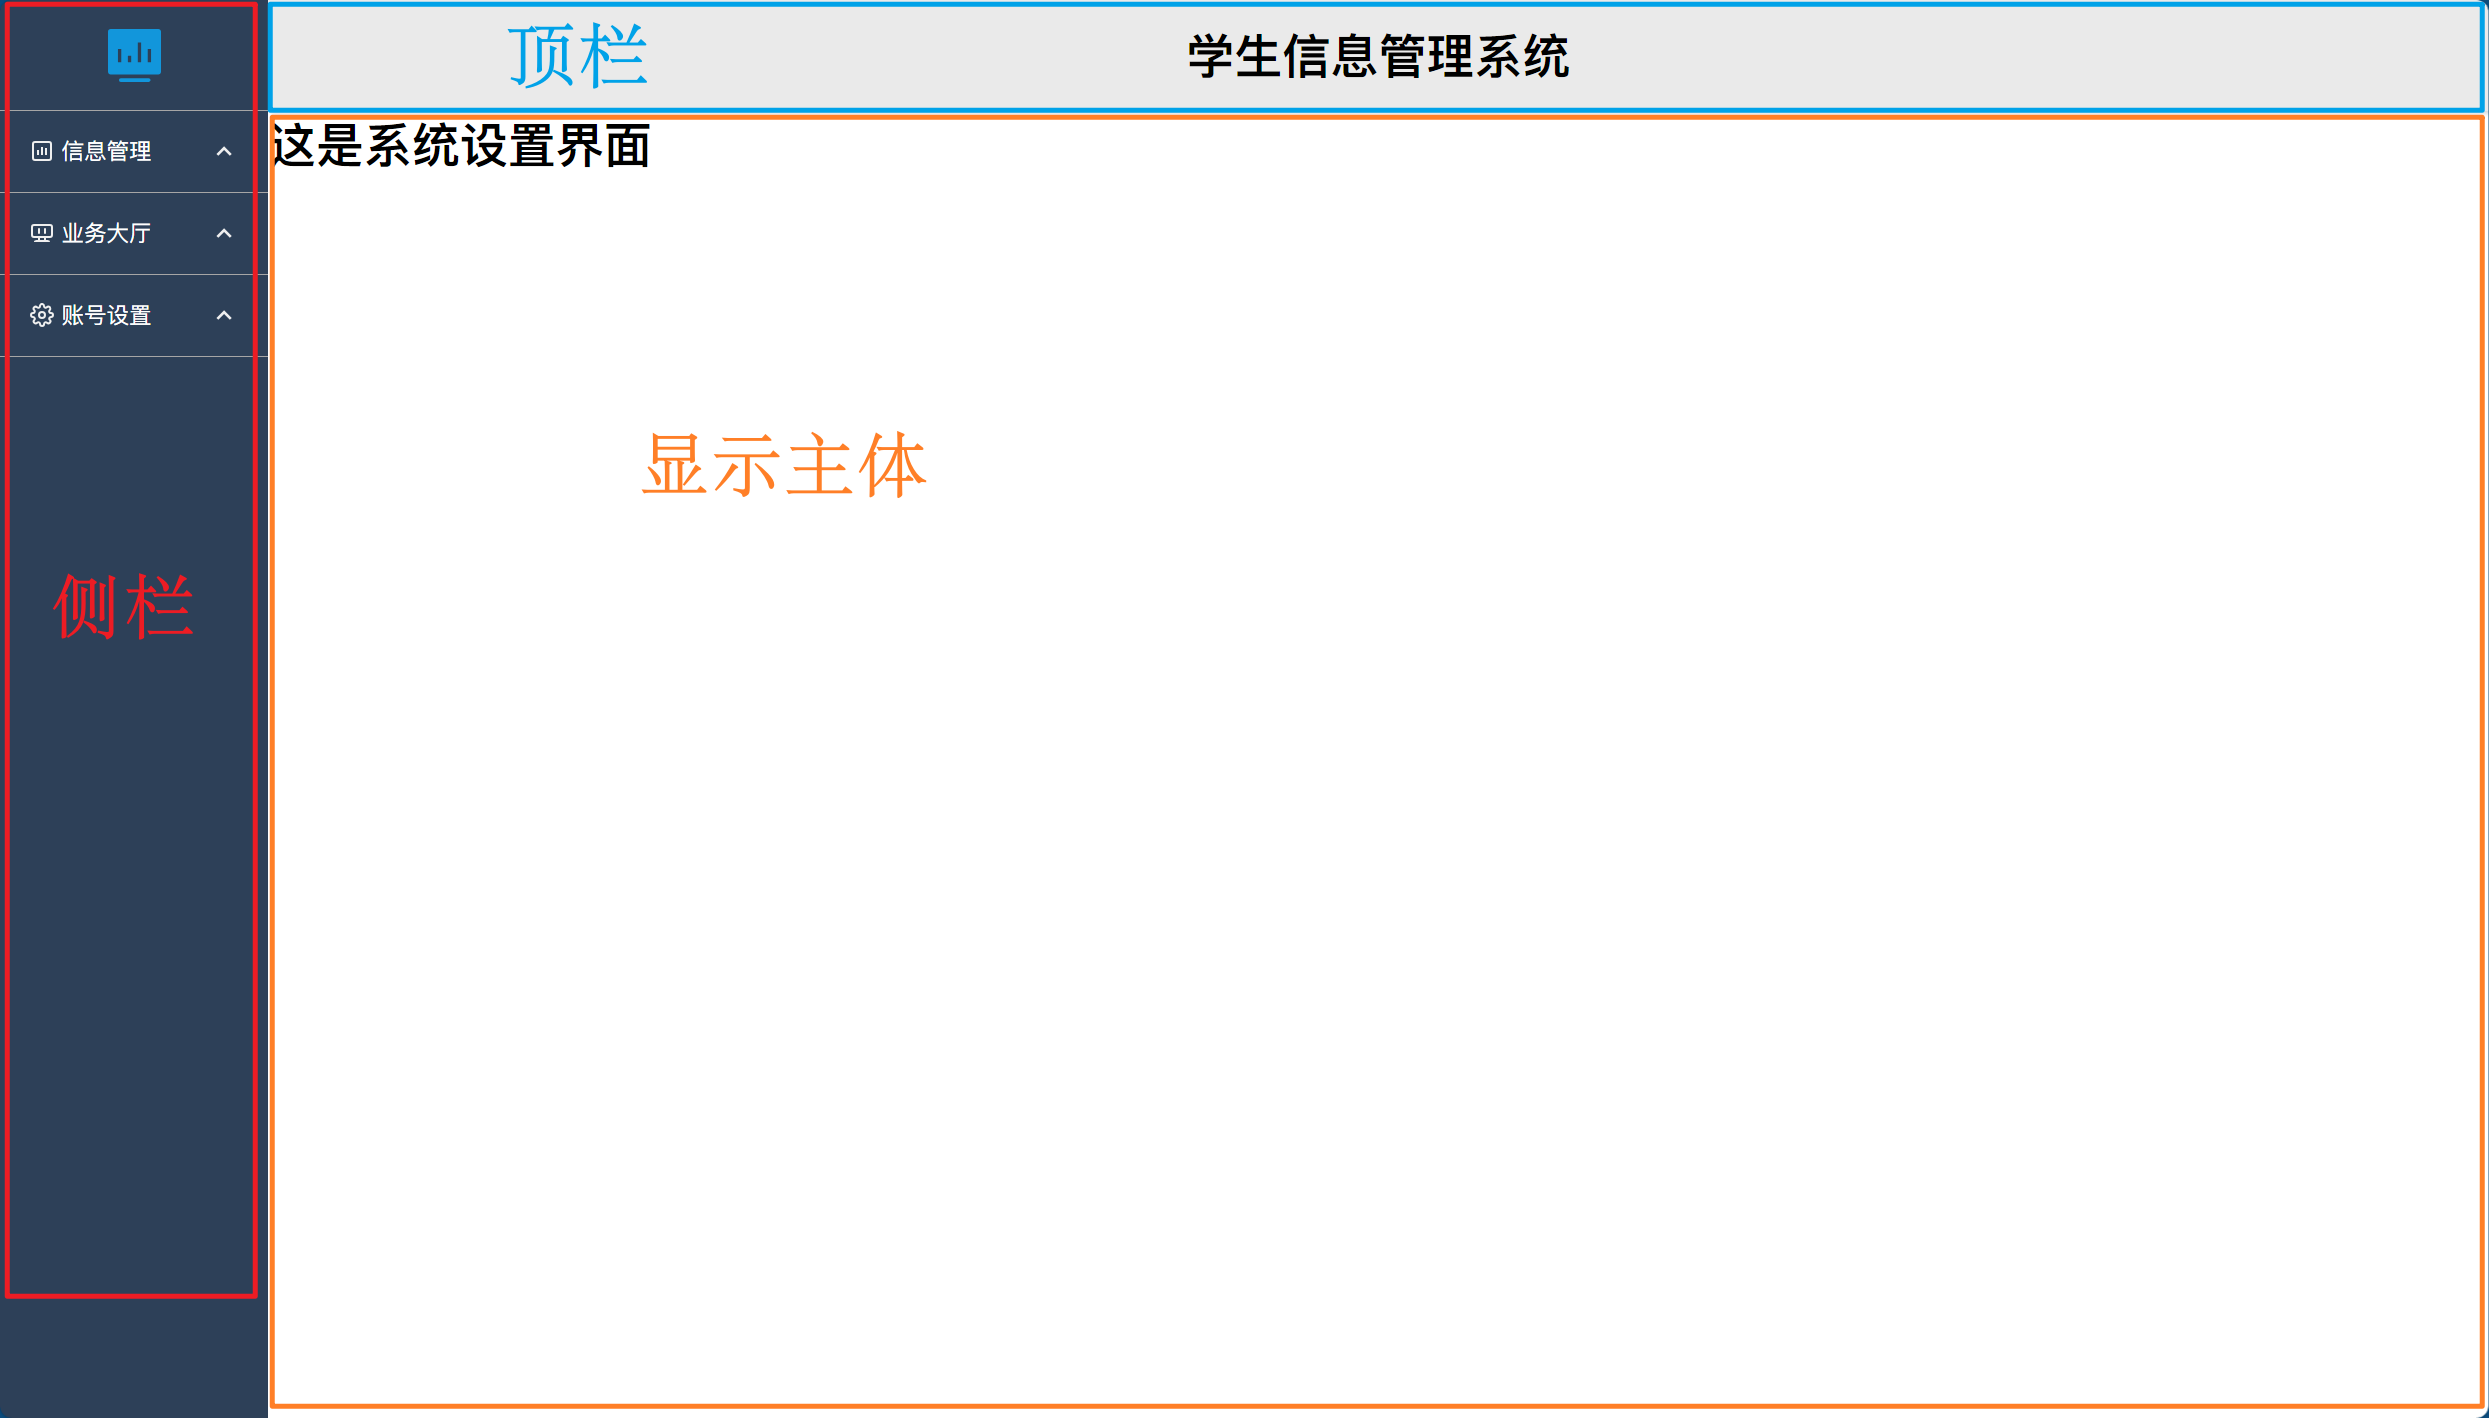 顶栏
学生信息管理系统
信息管理
业务大厅
账号设置
侧栏
这是系统设置界面
显示主体